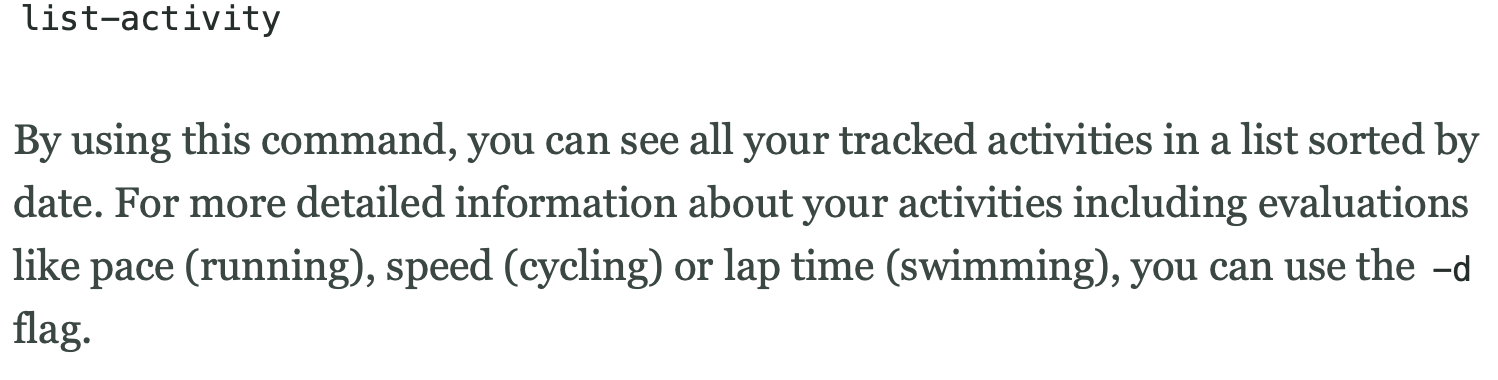 list-activity
By using this command, you can see all your tracked activities in a list sorted by
date. For more detailed information about your activities including evaluations
like pace (running), speed (cycling) or lap time (swimming), you can use the -d
flag.